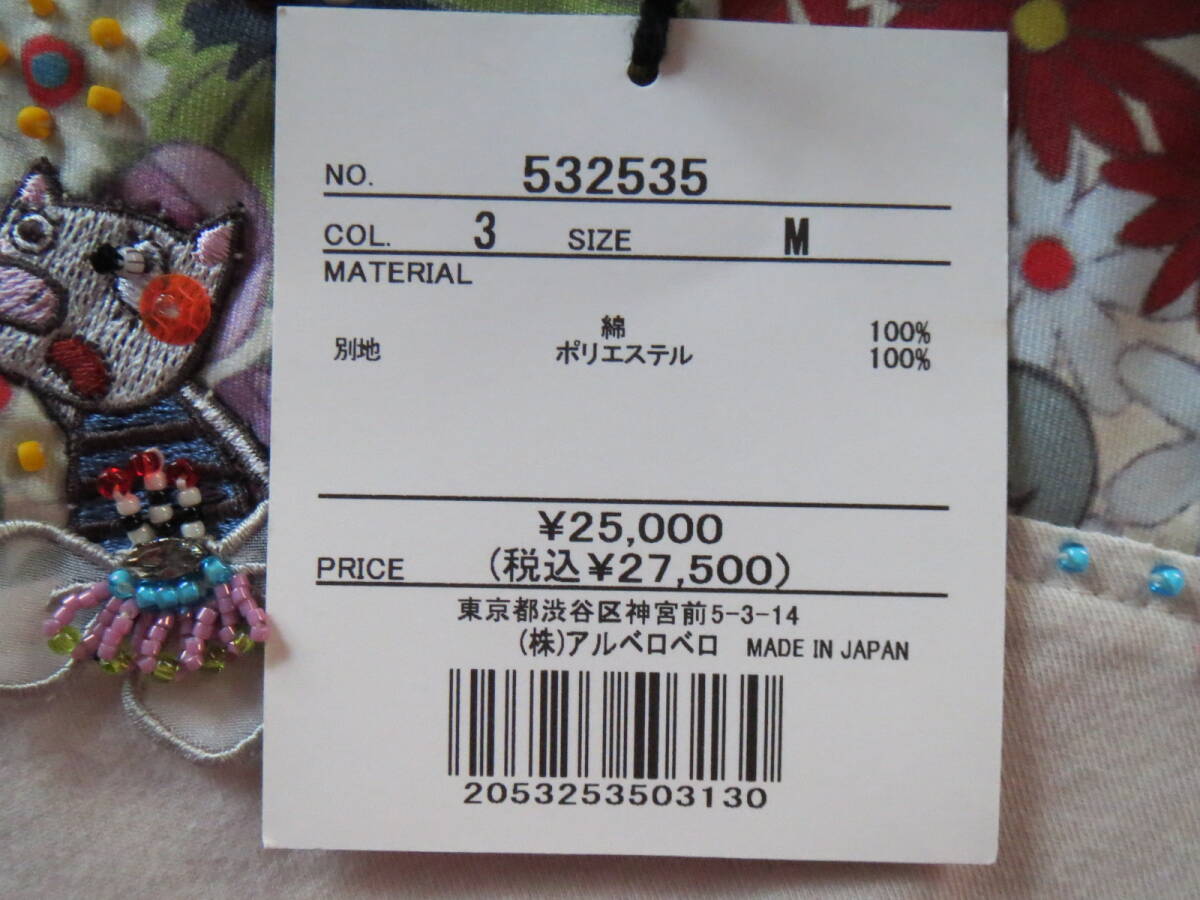 NO. 532535
COL. 3 SIZE M
MATERIAL
綿 100%
別地 ポリエステル 100%
¥25,000
PRICE (税込¥27,500)
東京都渋谷区神宮前5-3-14
(株)アルベロベロ MADE IN JAPAN
2053253503130